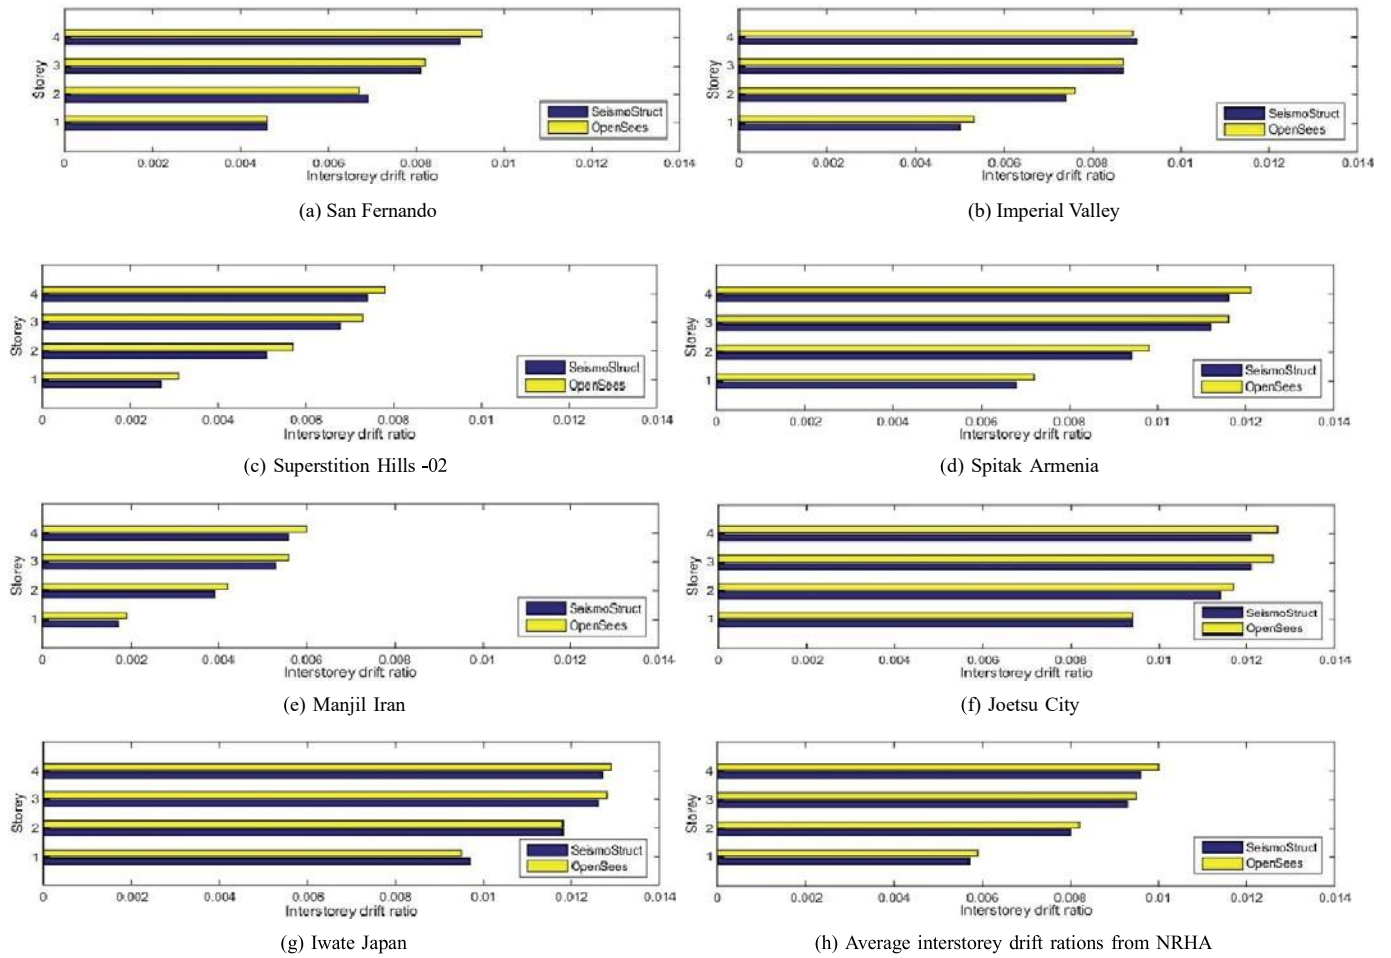 4
3
2
1
Storey
SeismoStruct
OpenSees
0 0.002 0.004 0.006 0.008 0.01 0.012 0.014
Interstorey drift ratio
(a) San Fernando
4
3
2
1
Storey
SeismoStruct
OpenSees
0 0.002 0.004 0.006 0.008 0.01 0.012 0.014
Interstorey drift ratio
(b) Imperial Valley
4
3
2
1
Storey
SeismoStruct
OpenSees
0 0.002 0.004 0.006 0.008 0.01 0.012 0.014
Interstorey drift ratio
(c) Superstition Hills -02
4
3
2
1
Storey
SeismoStruct
OpenSees
0 0.002 0.004 0.006 0.008 0.01 0.012 0.014
Interstorey drift ratio
(d) Spitak Armenia
4
3
2
1
Storey
SeismoStruct
OpenSees
0 0.002 0.004 0.006 0.008 0.01 0.012 0.014
Interstorey drift ratio
(e) Manjil Iran
4
3
2
1
Storey
SeismoStruct
OpenSees
0 0.002 0.004 0.006 0.008 0.01 0.012 0.014
Interstorey drift ratio
(f) Joetsu City
4
3
2
1
Storey
SeismoStruct
OpenSees
0 0.002 0.004 0.006 0.008 0.01 0.012 0.014
Interstorey drift ratio
(g) Iwate Japan
4
3
2
1
Storey
SeismoStruct
OpenSees
0 0.002 0.004 0.006 0.008 0.01 0.012 0.014
Interstorey drift ratio
(h) Average interstorey drift rations from NRHA